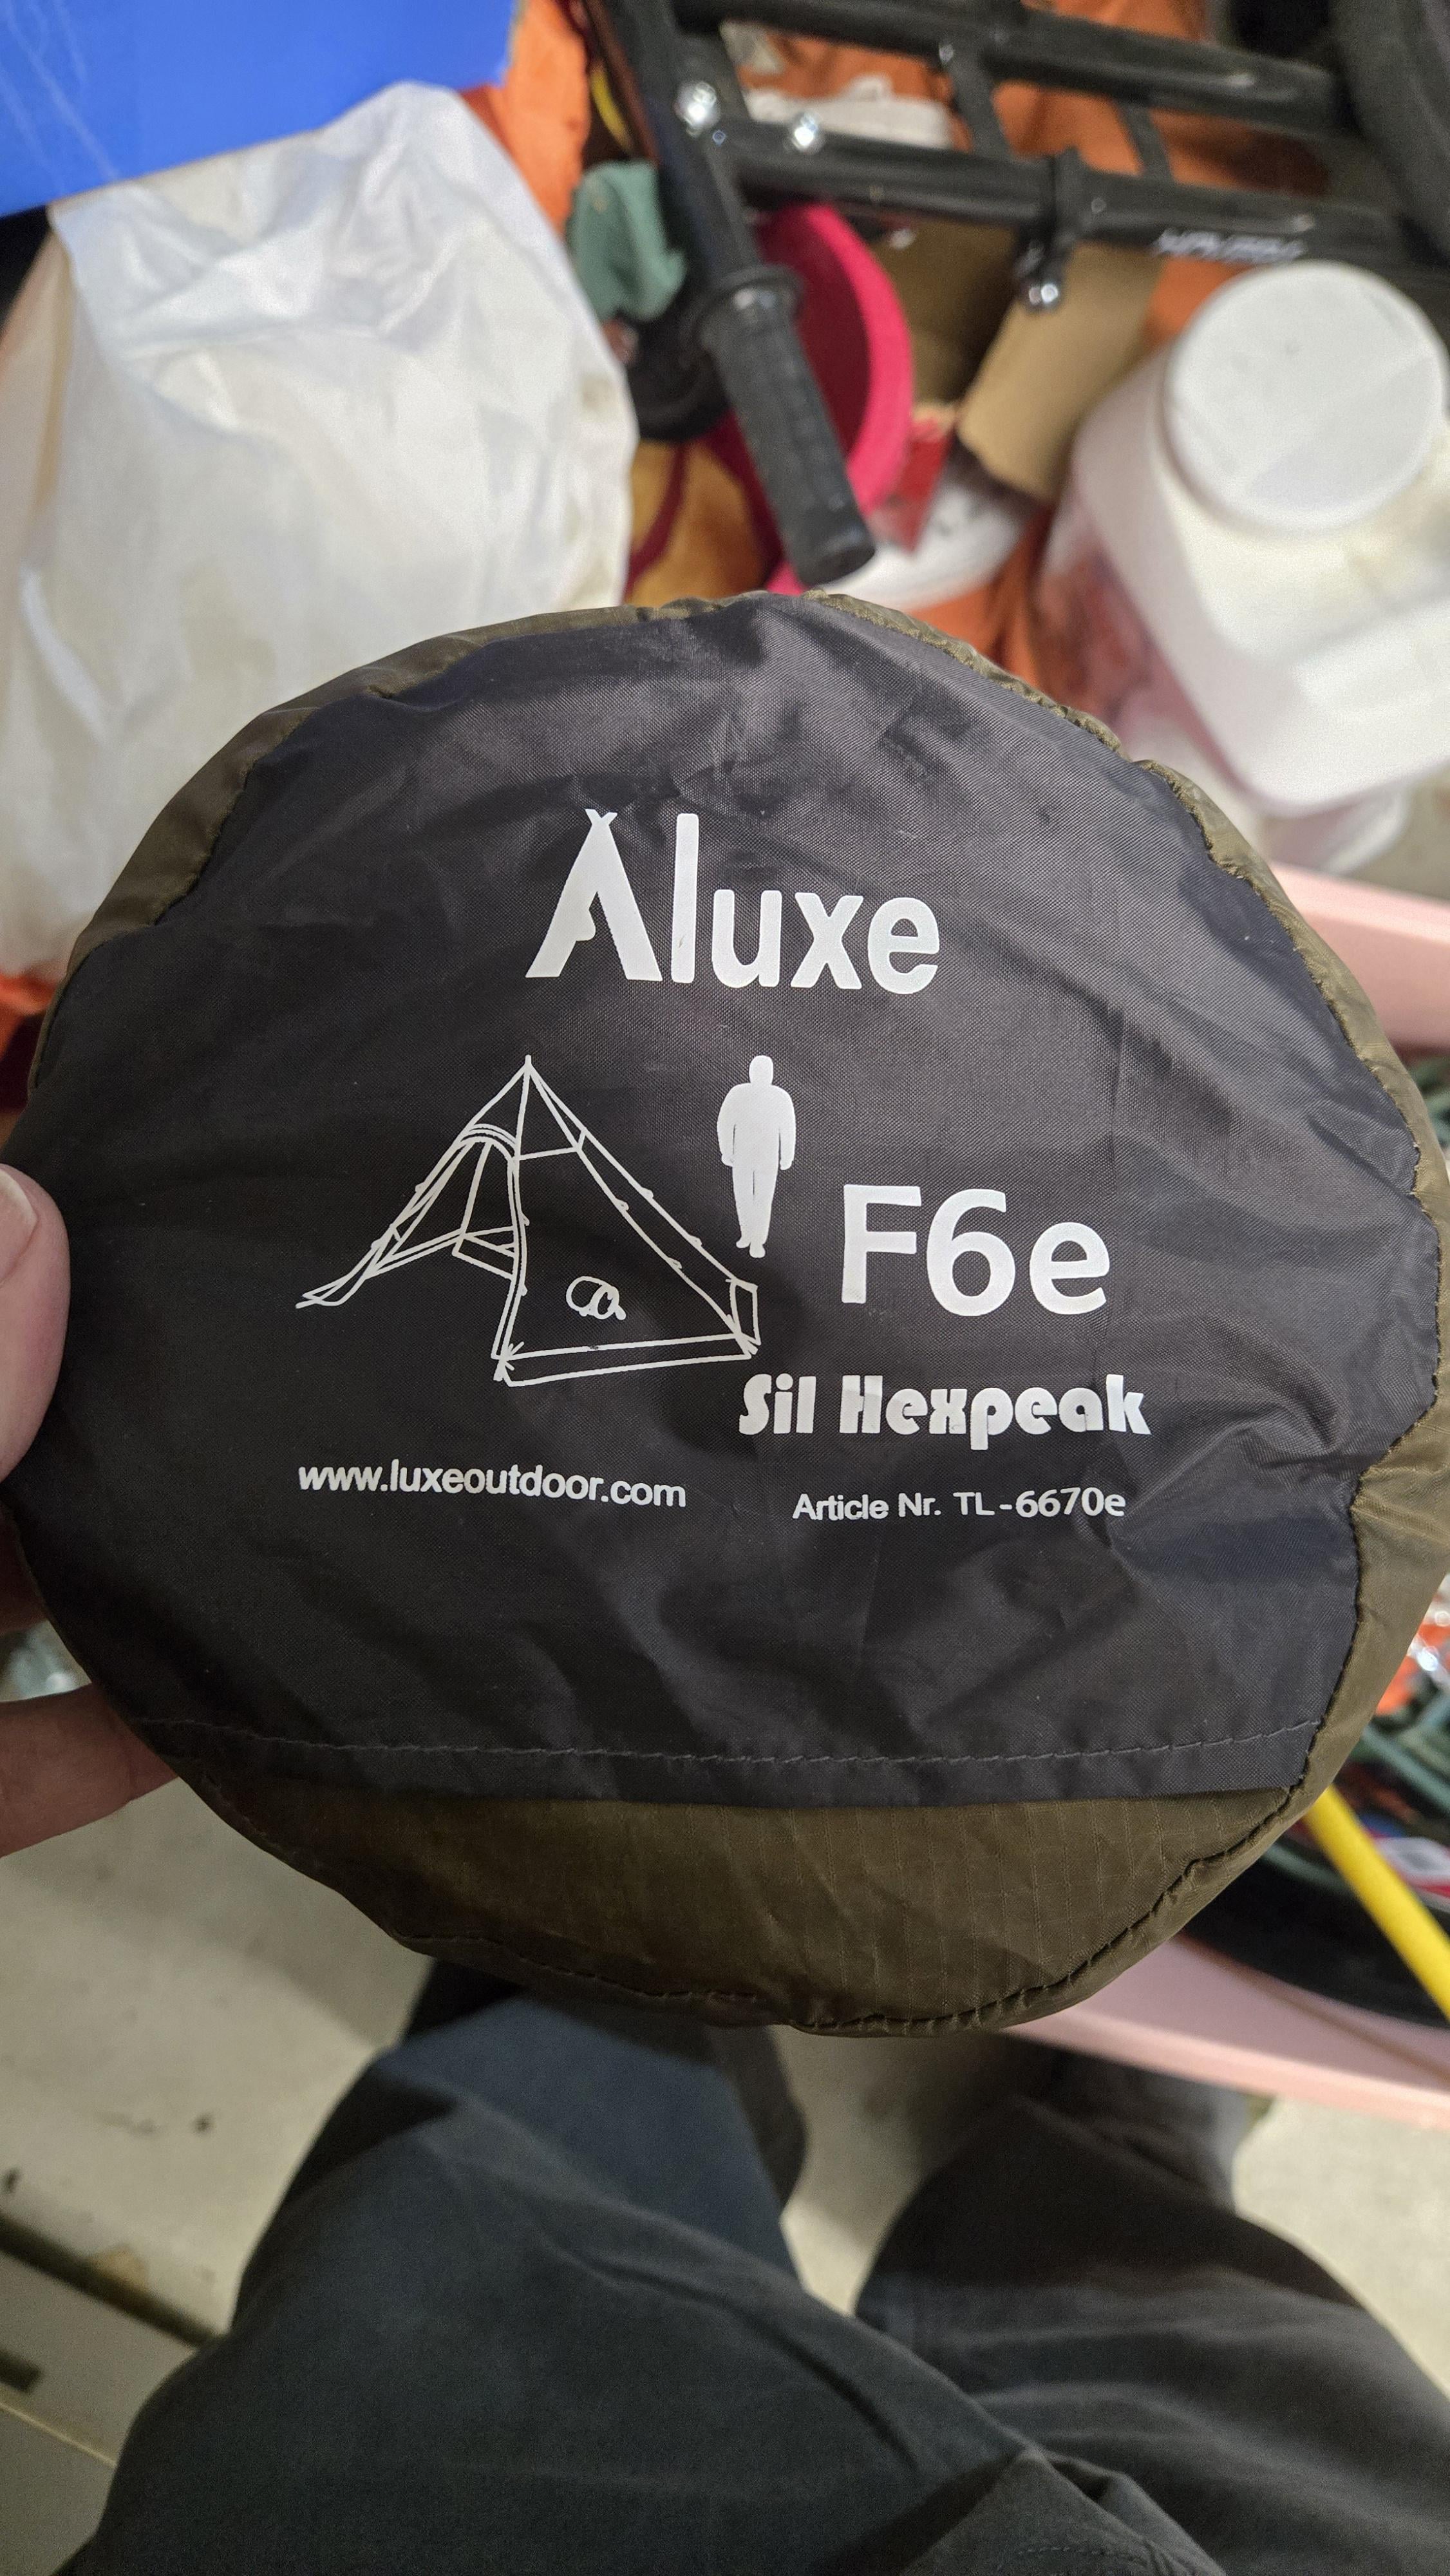 Aluxe
F6e
Sil Hexpeak
www.luxeoutdoor.com
Article Nr. TL-6670e